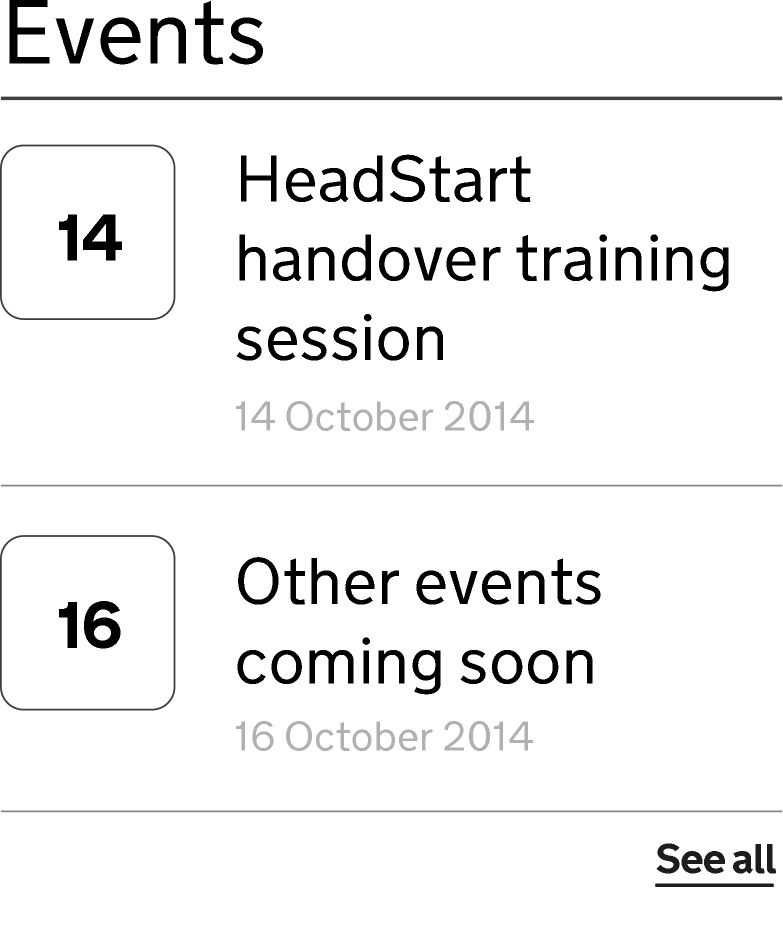 Events
14
HeadStart
handover training
session
14 October 2014
16
Other events
coming soon
16 October 2014
See all